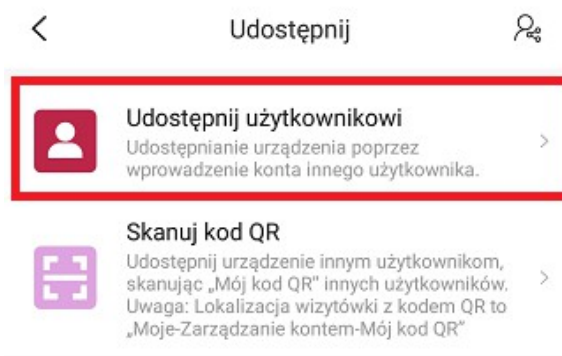 Udostępnij
Udostępnij użytkownikowi
Udostępnianie urządzenia poprzez
wprowadzenie konta innego użytkownika.
Skanuj kod QR
Udostępnij urządzenie innym użytkownikom,
skanując „Mój kod QR" innych użytkowników.
Uwaga: Lokalizacja wizytówki z kodem QR to
„Moje-Zarządzanie kontem-Mój kod QR"